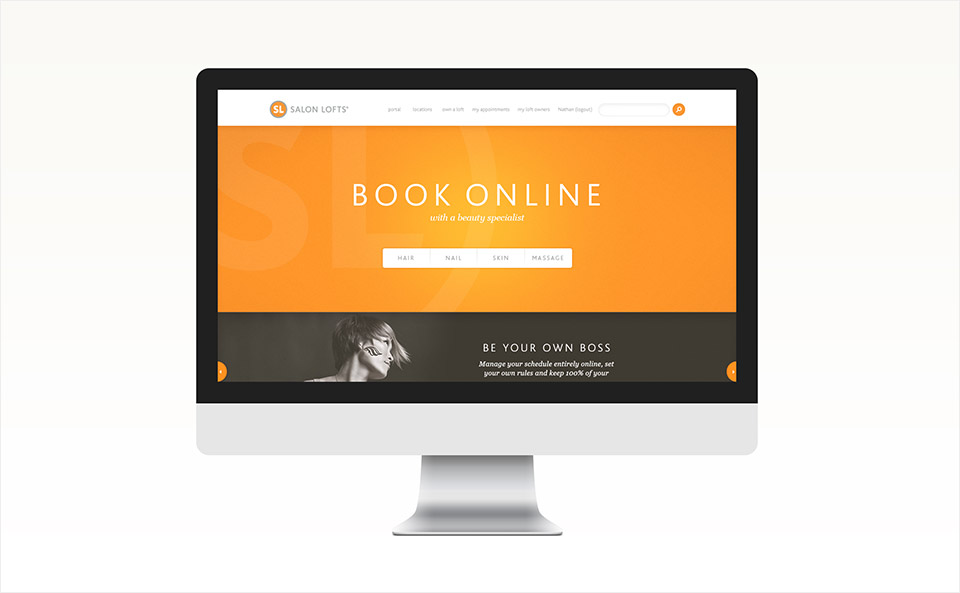 SL SALON LOFTS® portal locations own a loft my appointments my loft owners Nathan (logout)
SL
BOOK ONLINE
with a beauty specialist
HAIR NAIL SKIN MASSAGE
BE YOUR OWN BOSS
Manage your schedule entirely online, set
your own rules and keep 100% of your